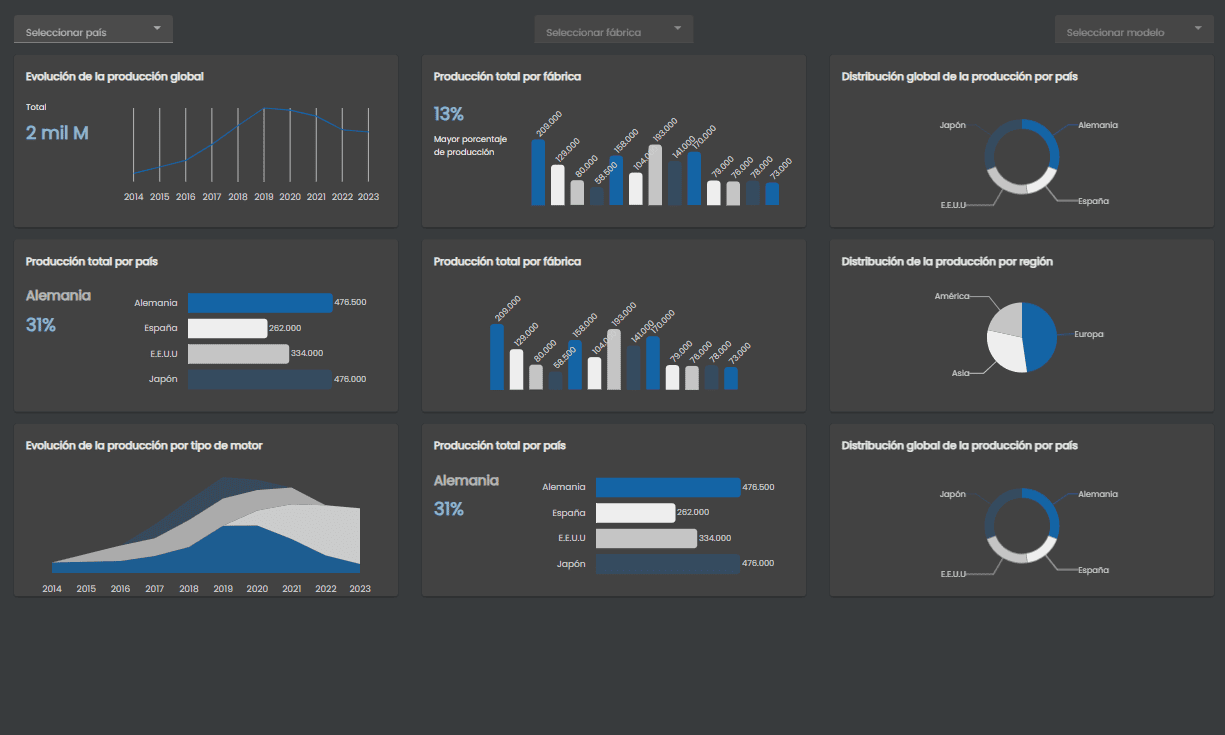 Seleccionar país
Seleccionar fábrica
Seleccionar modelo
Evolución de la producción global
Total
2 mil M
2014 2015 2016 2017 2018 2019 2020 2021 2022 2023
Producción total por fábrica
13%
Mayor porcentaje
de producción
209.000
129.000
80.000
58.500
158.000
104.
193.000
141.000
170.000
79.000
76.000
78.000
73.000
Distribución global de la producción por país
Japón
Alemania
E.E.U.U
España
Producción total por país
Alemania
31%
Alemania 476.500
España 262.000
E.E.U.U 334.000
Japón 476.000
Producción total por fábrica
209.000
129.000
80.000
58.500
158.000
104.
193.000
141.000
170.000
79.000
76.000
78.000
73.000
Distribución de la producción por región
América
Europa
Asia
Evolución de la producción por tipo de motor
2014 2015 2016 2017 2018 2019 2020 2021 2022 2023
Producción total por país
Alemania
31%
Alemania 476.500
España 262.000
E.E.U.U 334.000
Japón 476.000
Distribución global de la producción por país
Japón
Alemania
E.E.U.U
España